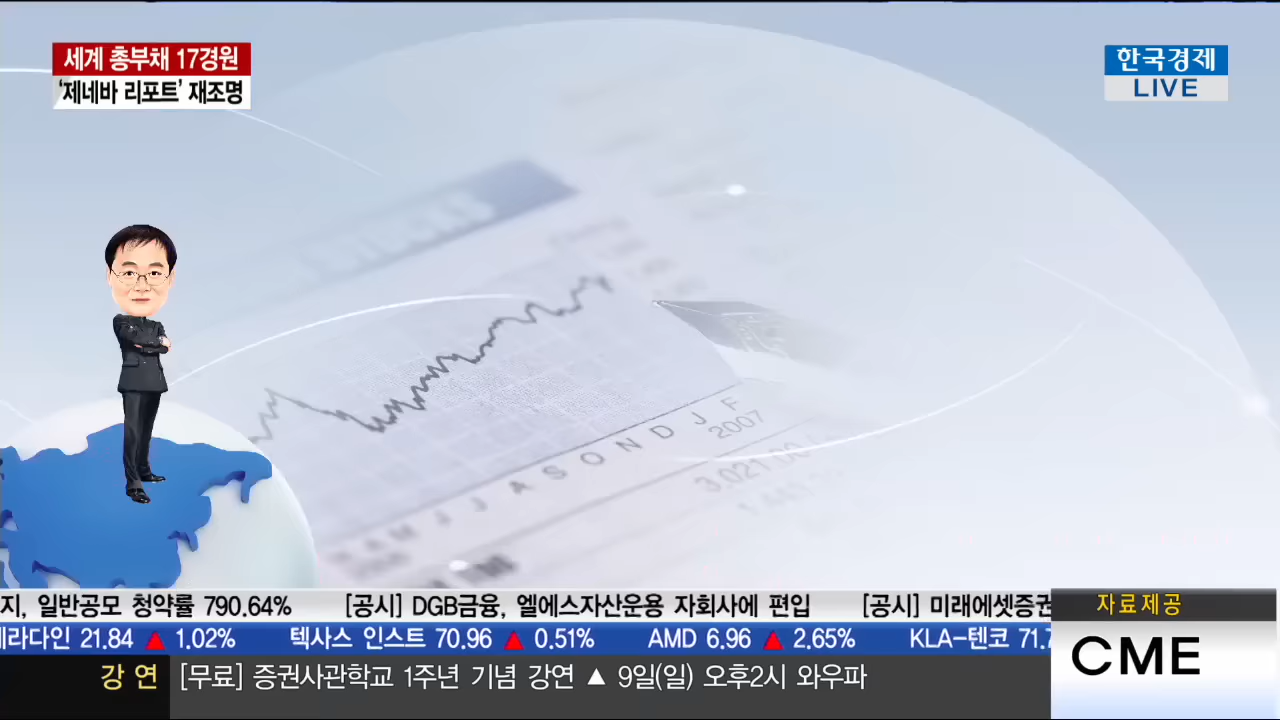 세계 총부채 17경원
'제네바 리포트' 재조명
한국경제
LIVE
M J J A S O N D J F
2007
3,021.00
지, 일반공모 청약률 790.64% [공시] DGB금융, 엘에스자산운용 자회사에 편입 [공시] 미래에셋증권
테라다인 21.84 ▲ 1.02% 텍사스 인스트 70.96 ▲ 0.51% AMD 6.96 ▲ 2.65% KLA-텐코 71.7
강연 [무료] 증권사관학교 1주년 기념 강연 ▲ 9일(일) 오후2시 와우파
자료제공
CME